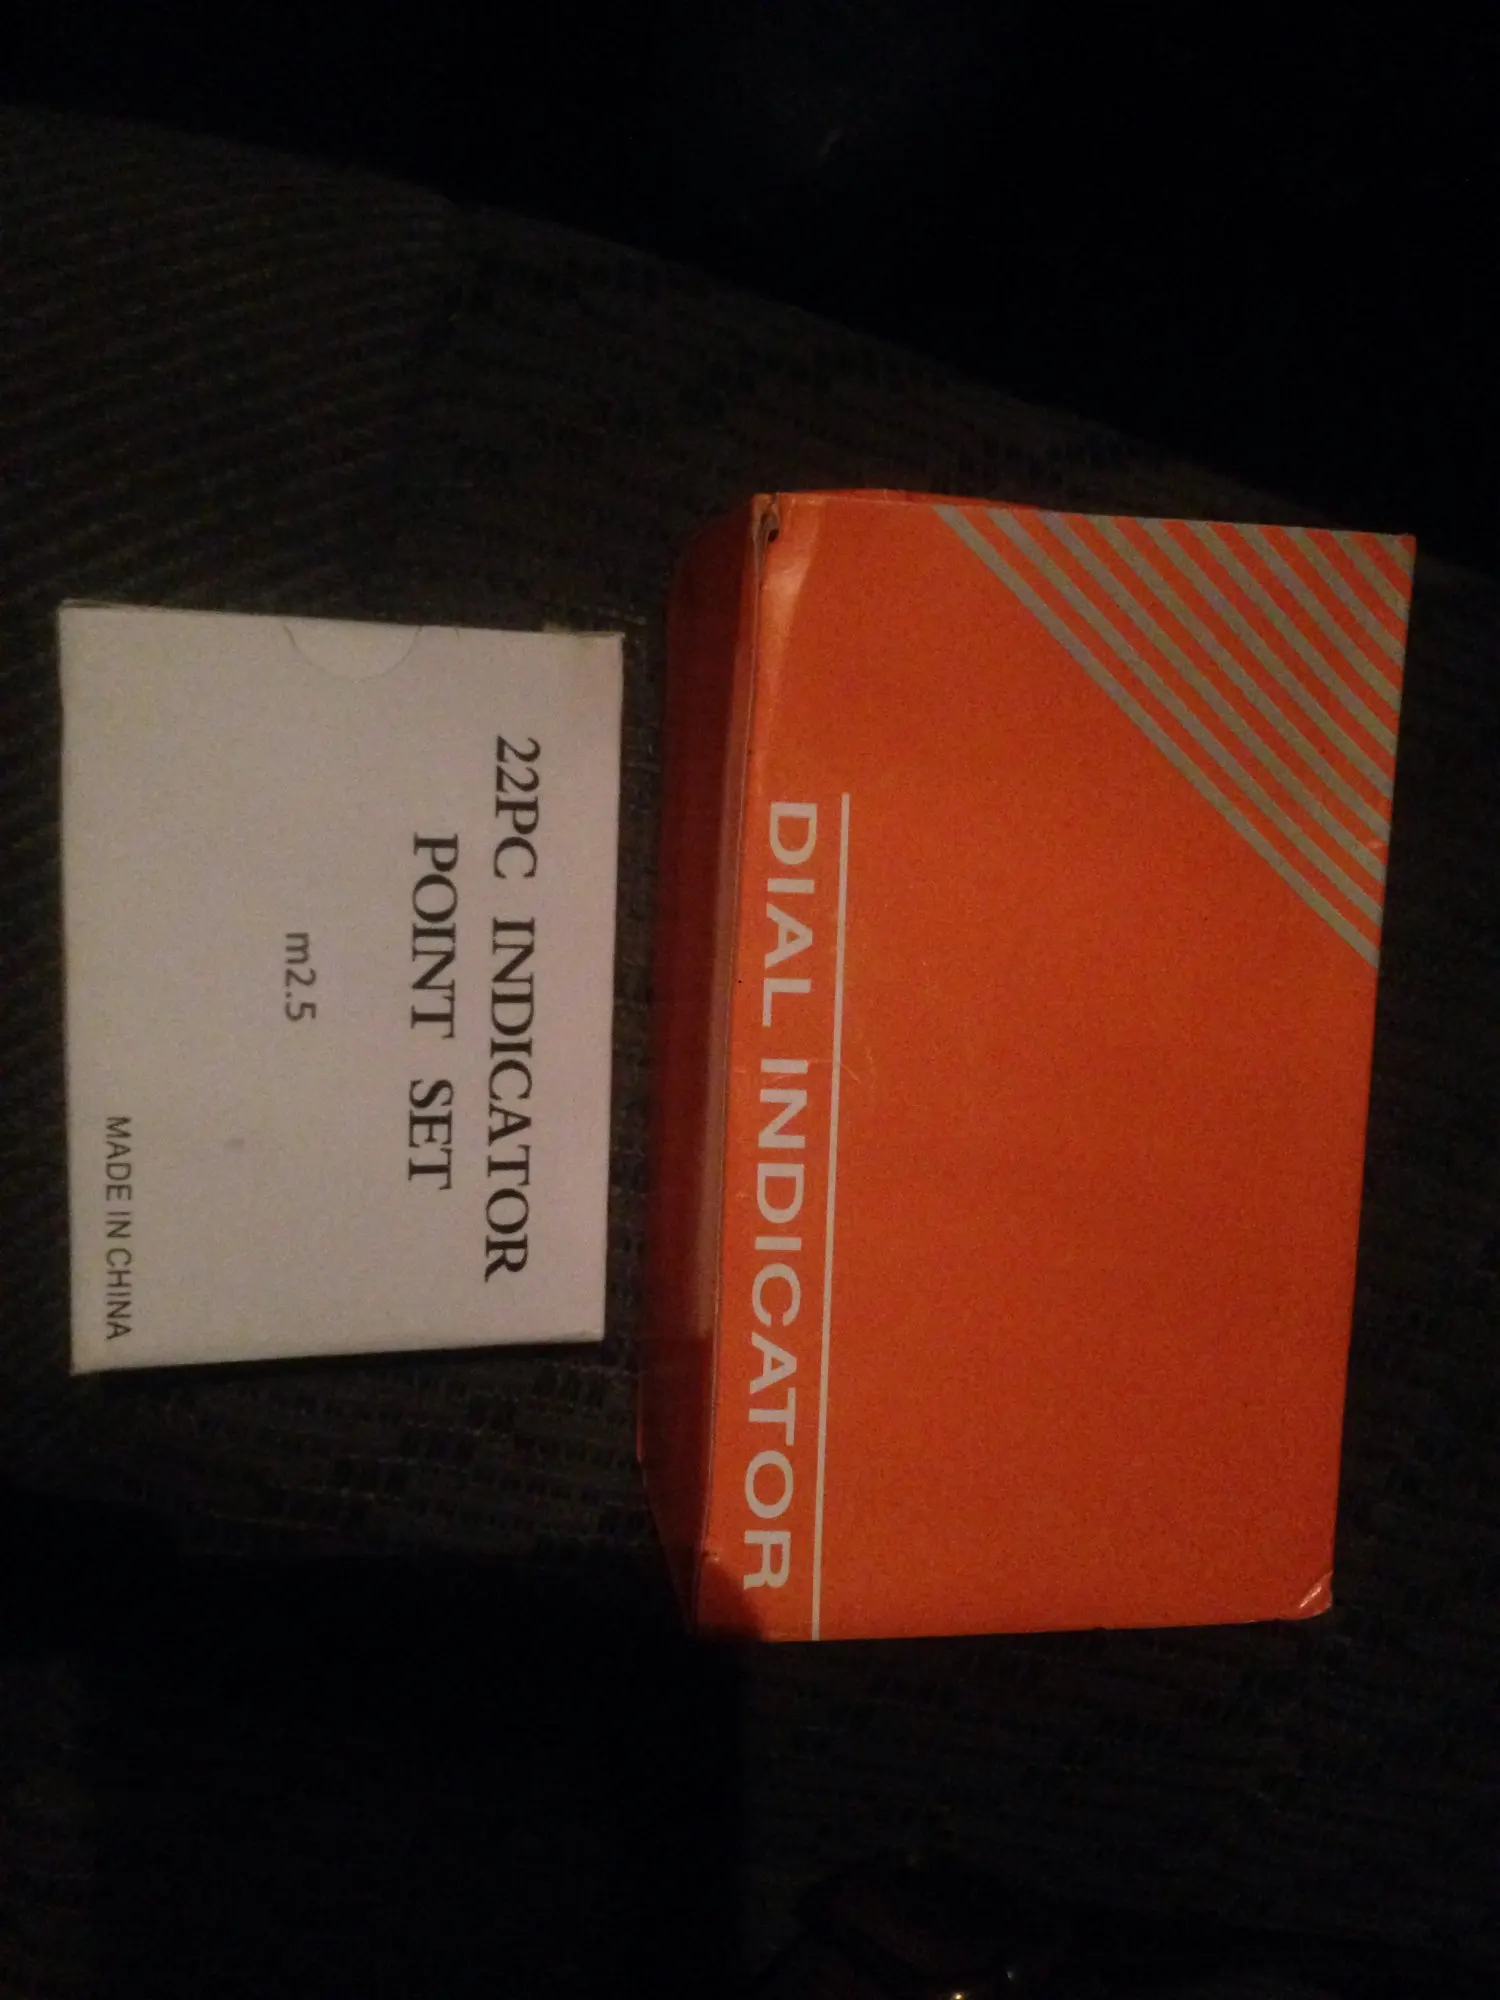 22PC INDICATOR
POINT SET
m2.5
MADE IN CHINA
DIAL INDICATOR